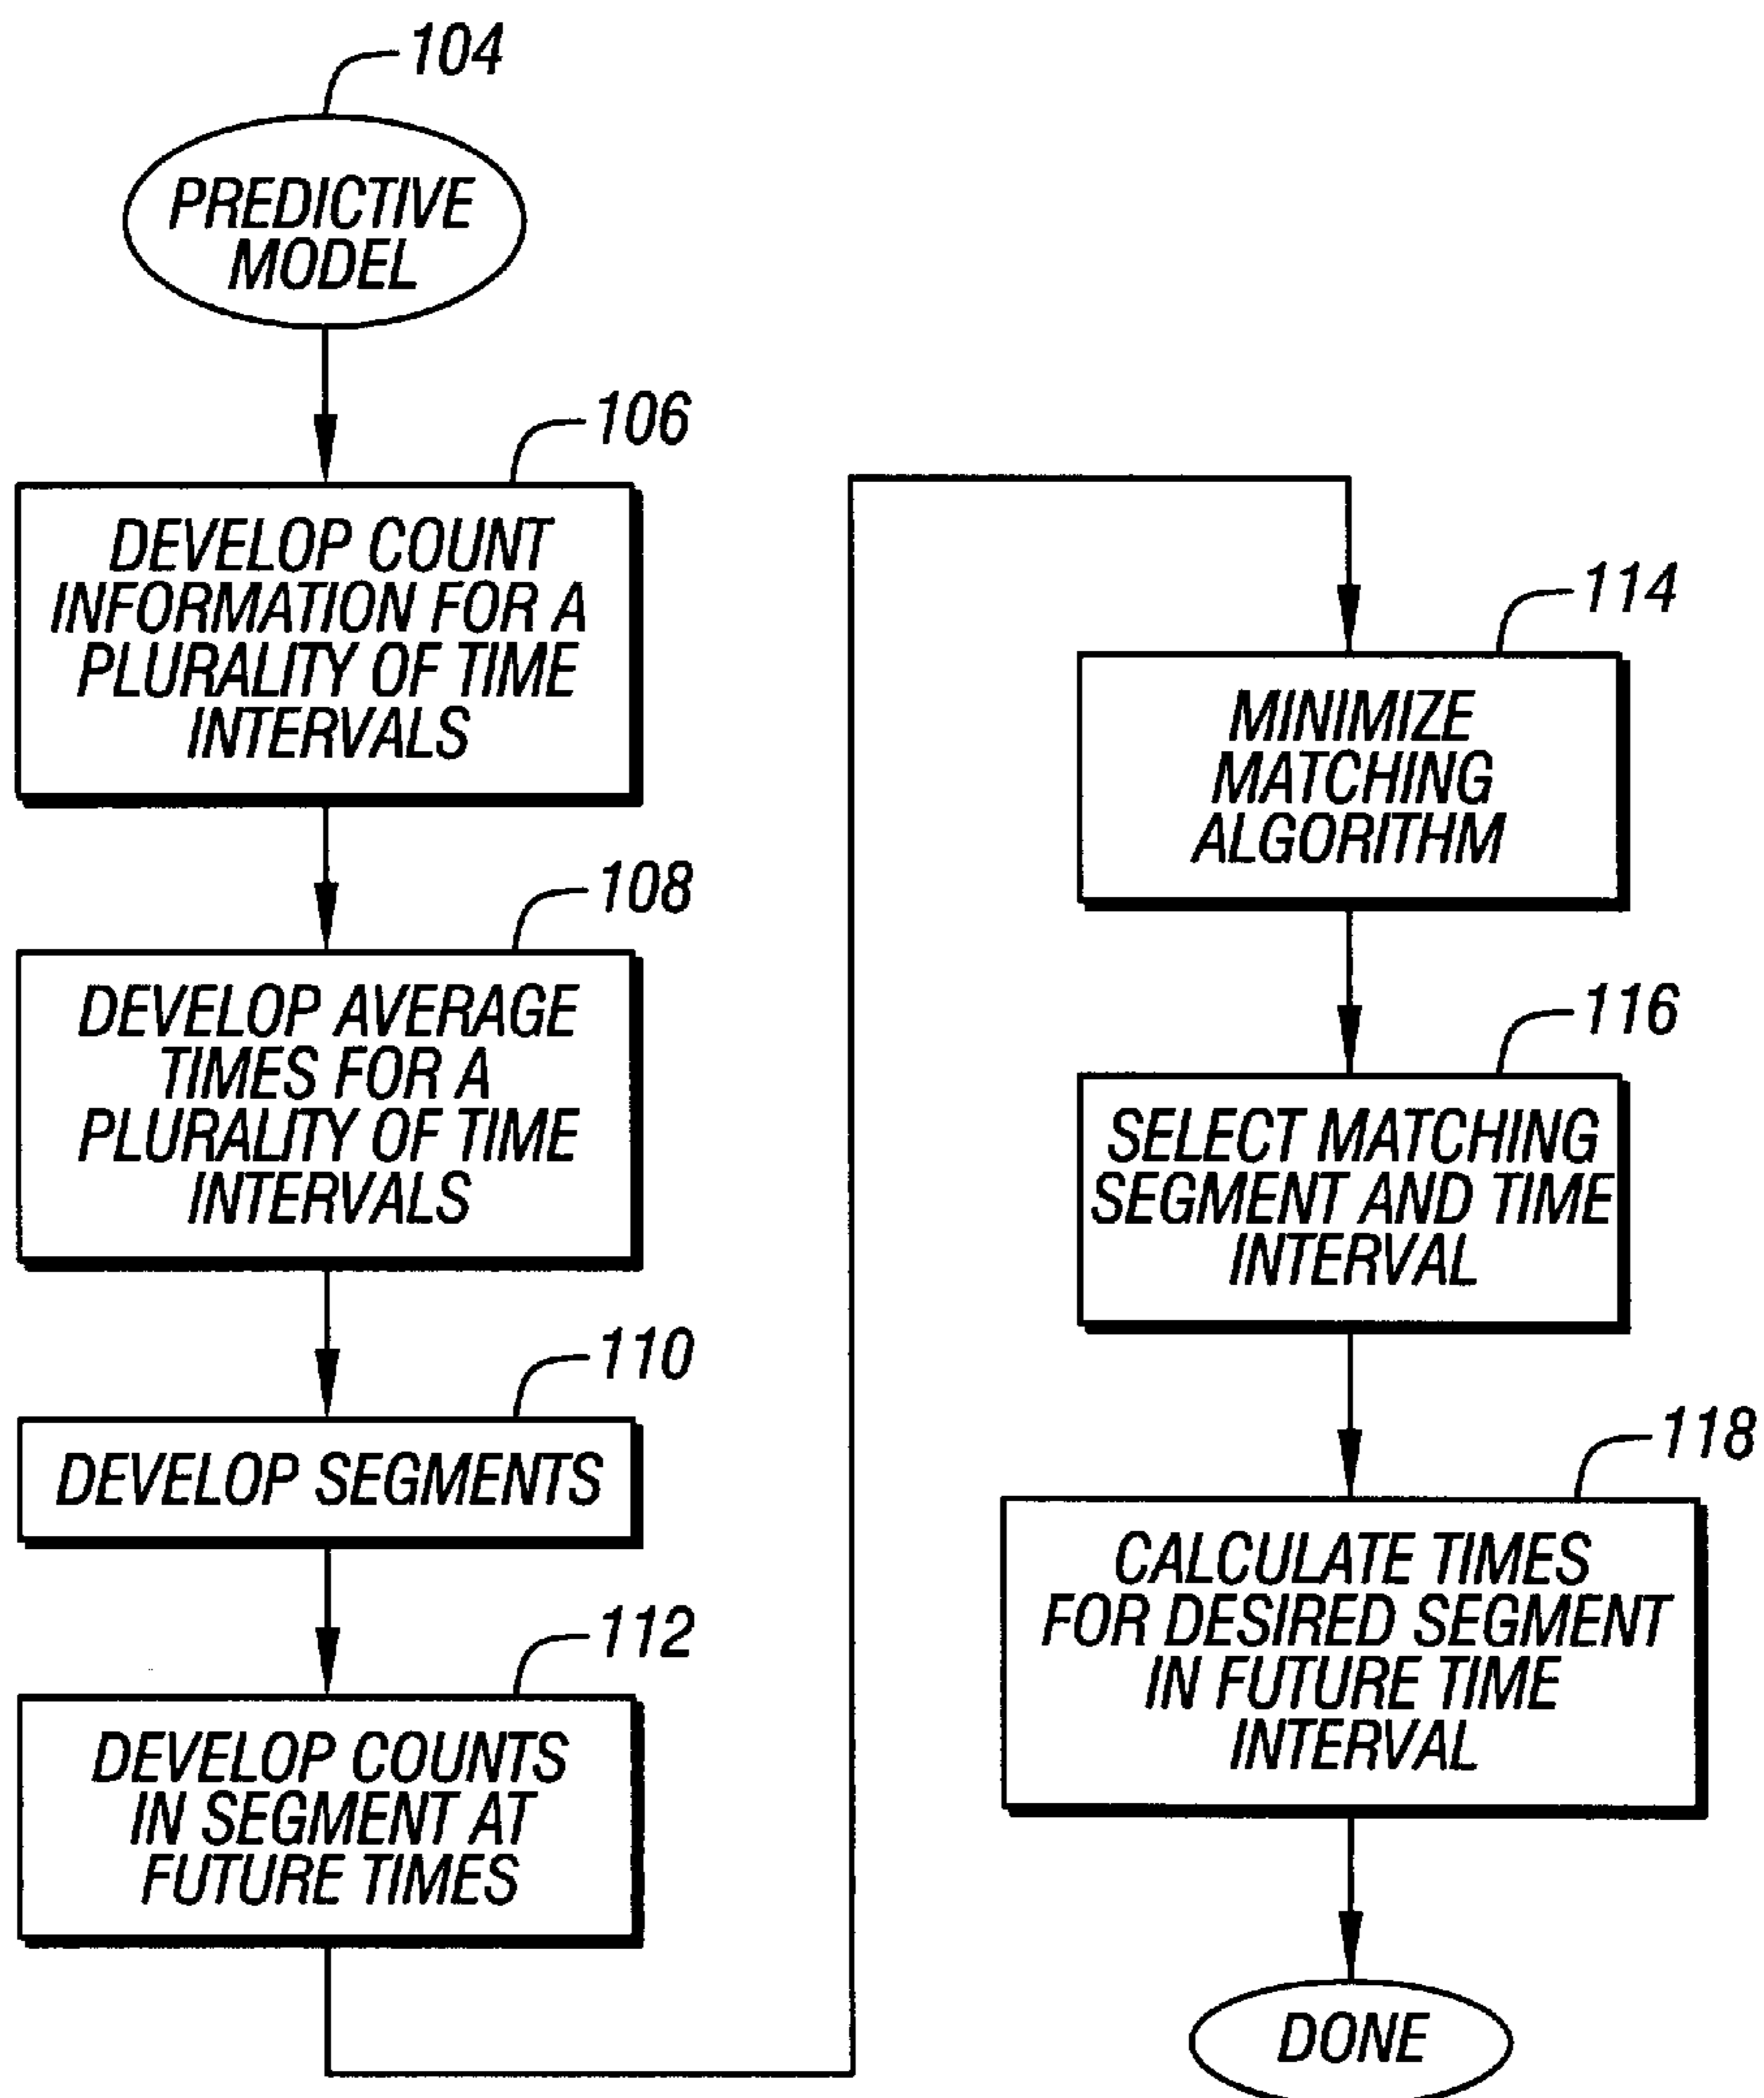 104
PREDICTIVE
MODEL
106
DEVELOP COUNT
INFORMATION FOR A
PLURALITY OF TIME
INTERVALS
108
DEVELOP AVERAGE
TIMES FOR A
PLURALITY OF TIME
INTERVALS
110
DEVELOP SEGMENTS
112
DEVELOP COUNTS
IN SEGMENT AT
FUTURE TIMES
114
MINIMIZE
MATCHING
ALGORITHM
116
SELECT MATCHING
SEGMENT AND TIME
INTERVAL
118
CALCULATE TIMES
FOR DESIRED SEGMENT
IN FUTURE TIME
INTERVAL
DONE